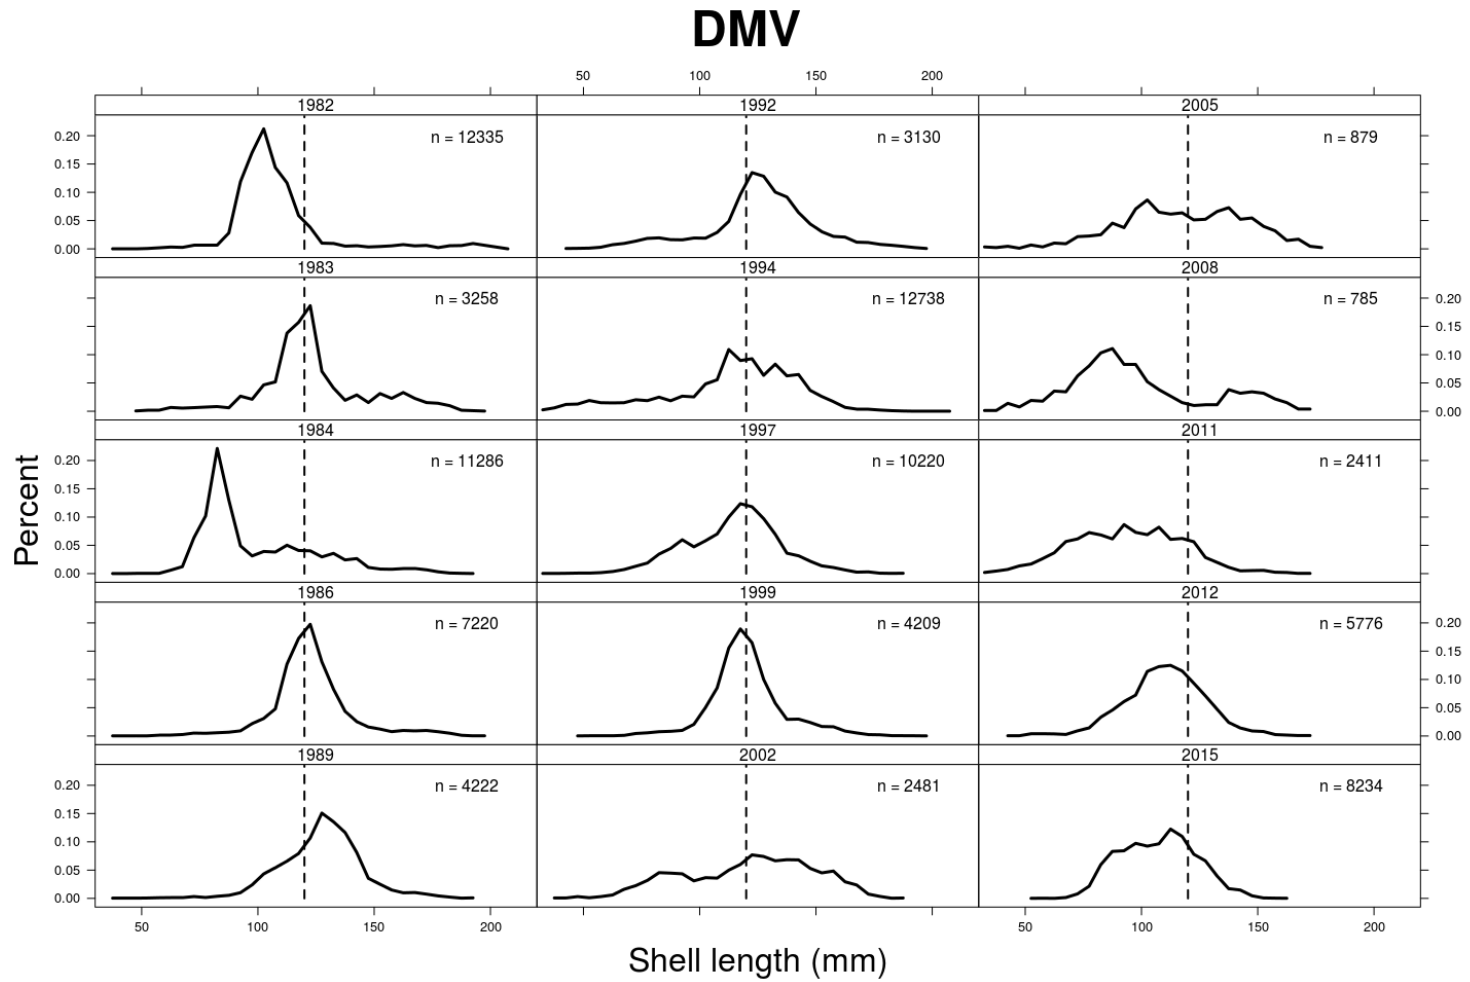 DMV
50 100 150 200
1982 1992 2005
0.20 n = 12335 n = 3130 n = 879
0.15
0.10
0.05
0.00
1983 1994 2008
n = 3258 n = 12738 n = 785 0.20
0.15
0.10
0.05
0.00
1984 1997 2011
0.20 n = 11286 n = 10220 n = 2411
0.15
0.10
0.05
0.00
1986 1999 2012
n = 7220 n = 4209 n = 5776 0.20
0.15
0.10
0.05
0.00
1989 2002 2015
0.20 n = 4222 n = 2481 n = 8234
0.15
0.10
0.05
0.00
Percent
50 100 150 200 50 100 150 200
Shell length (mm)